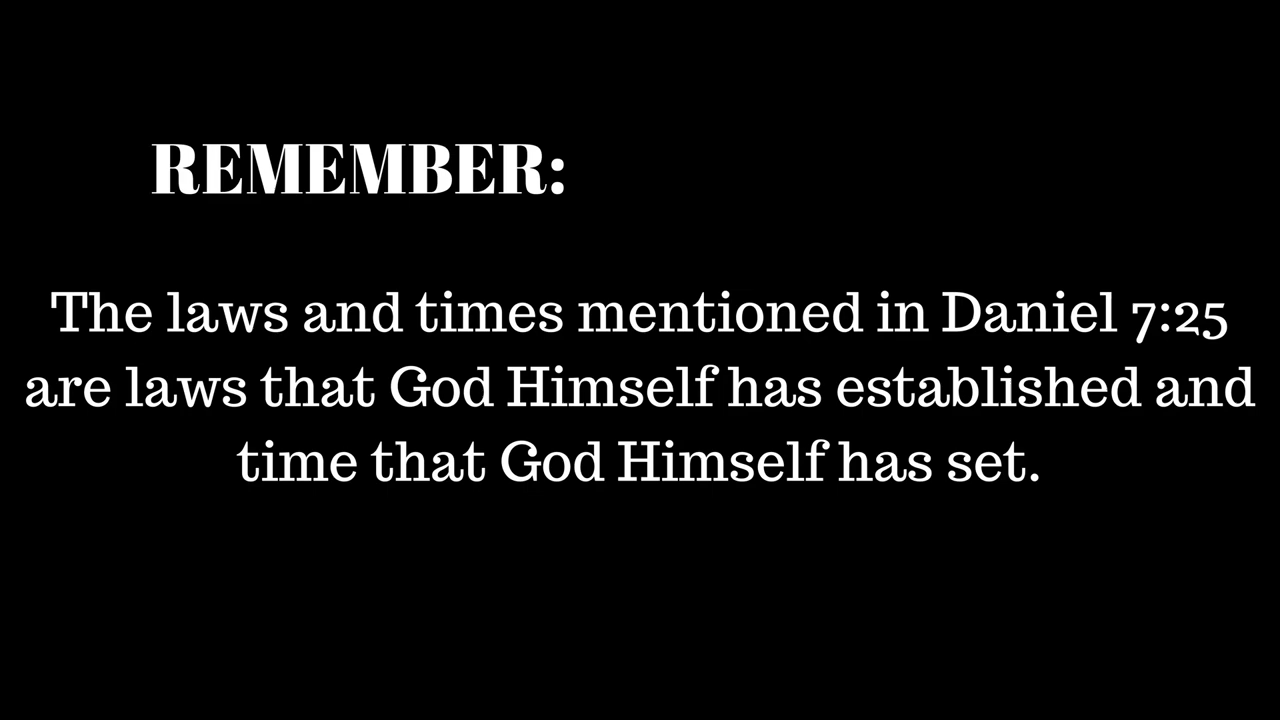 REMEMBER:
The laws and times mentioned in Daniel 7:25
are laws that God Himself has established and
time that God Himself has set.